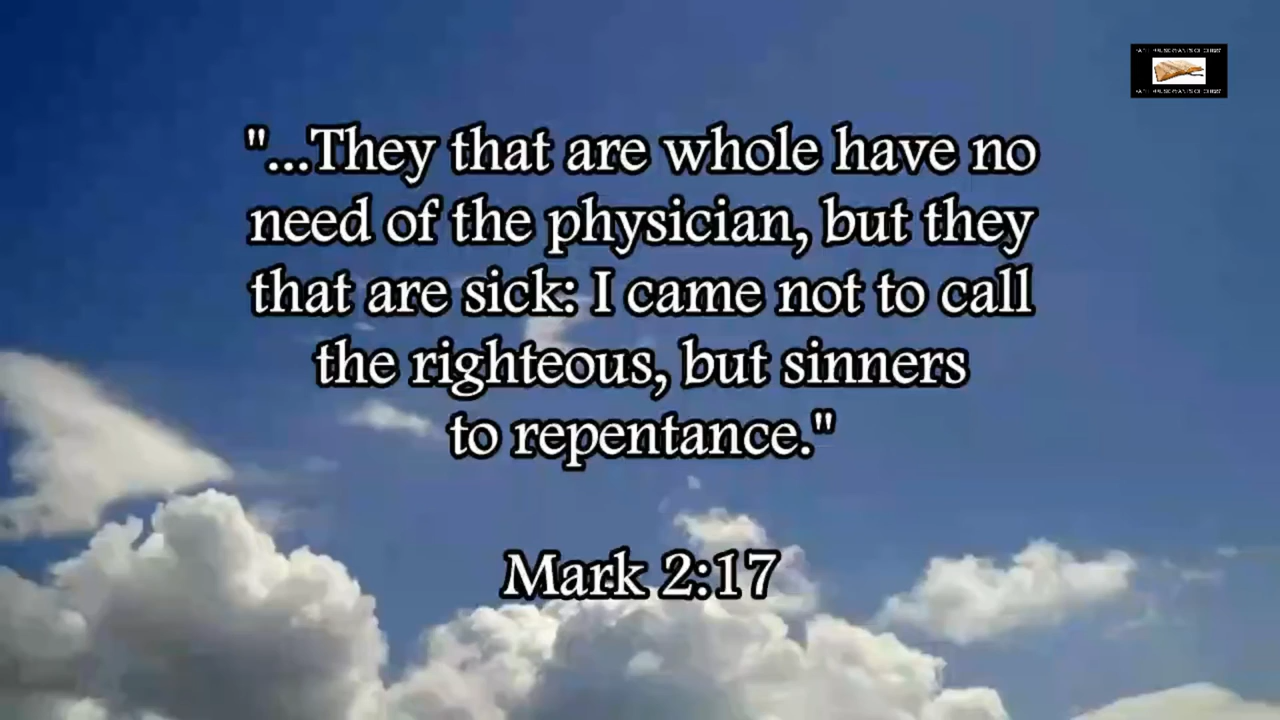 "...They that are whole have no
need of the physician, but they
that are sick: I came not to call
the righteous, but sinners
to repentance."
Mark 2:17